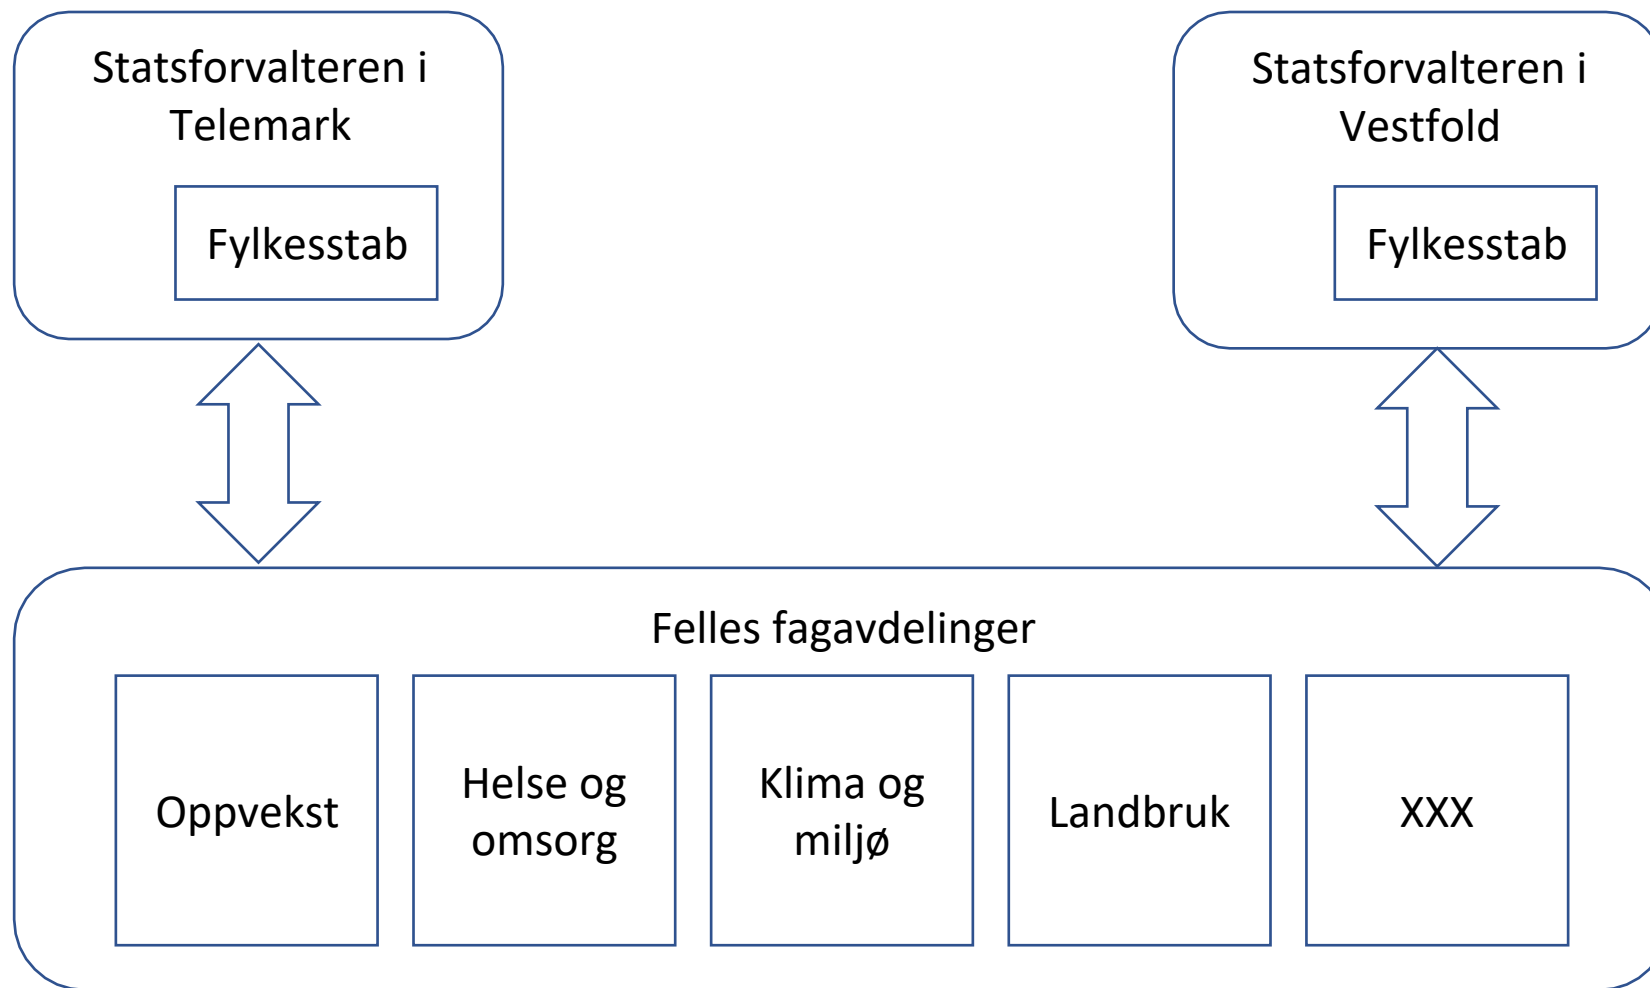 Statsforvalteren i
Telemark
Fylkesstab
Statsforvalteren i
Vestfold
Fylkesstab
Felles fagavdelinger
Oppvekst
Helse og
omsorg
Klima og
miljø
Landbruk
XXX